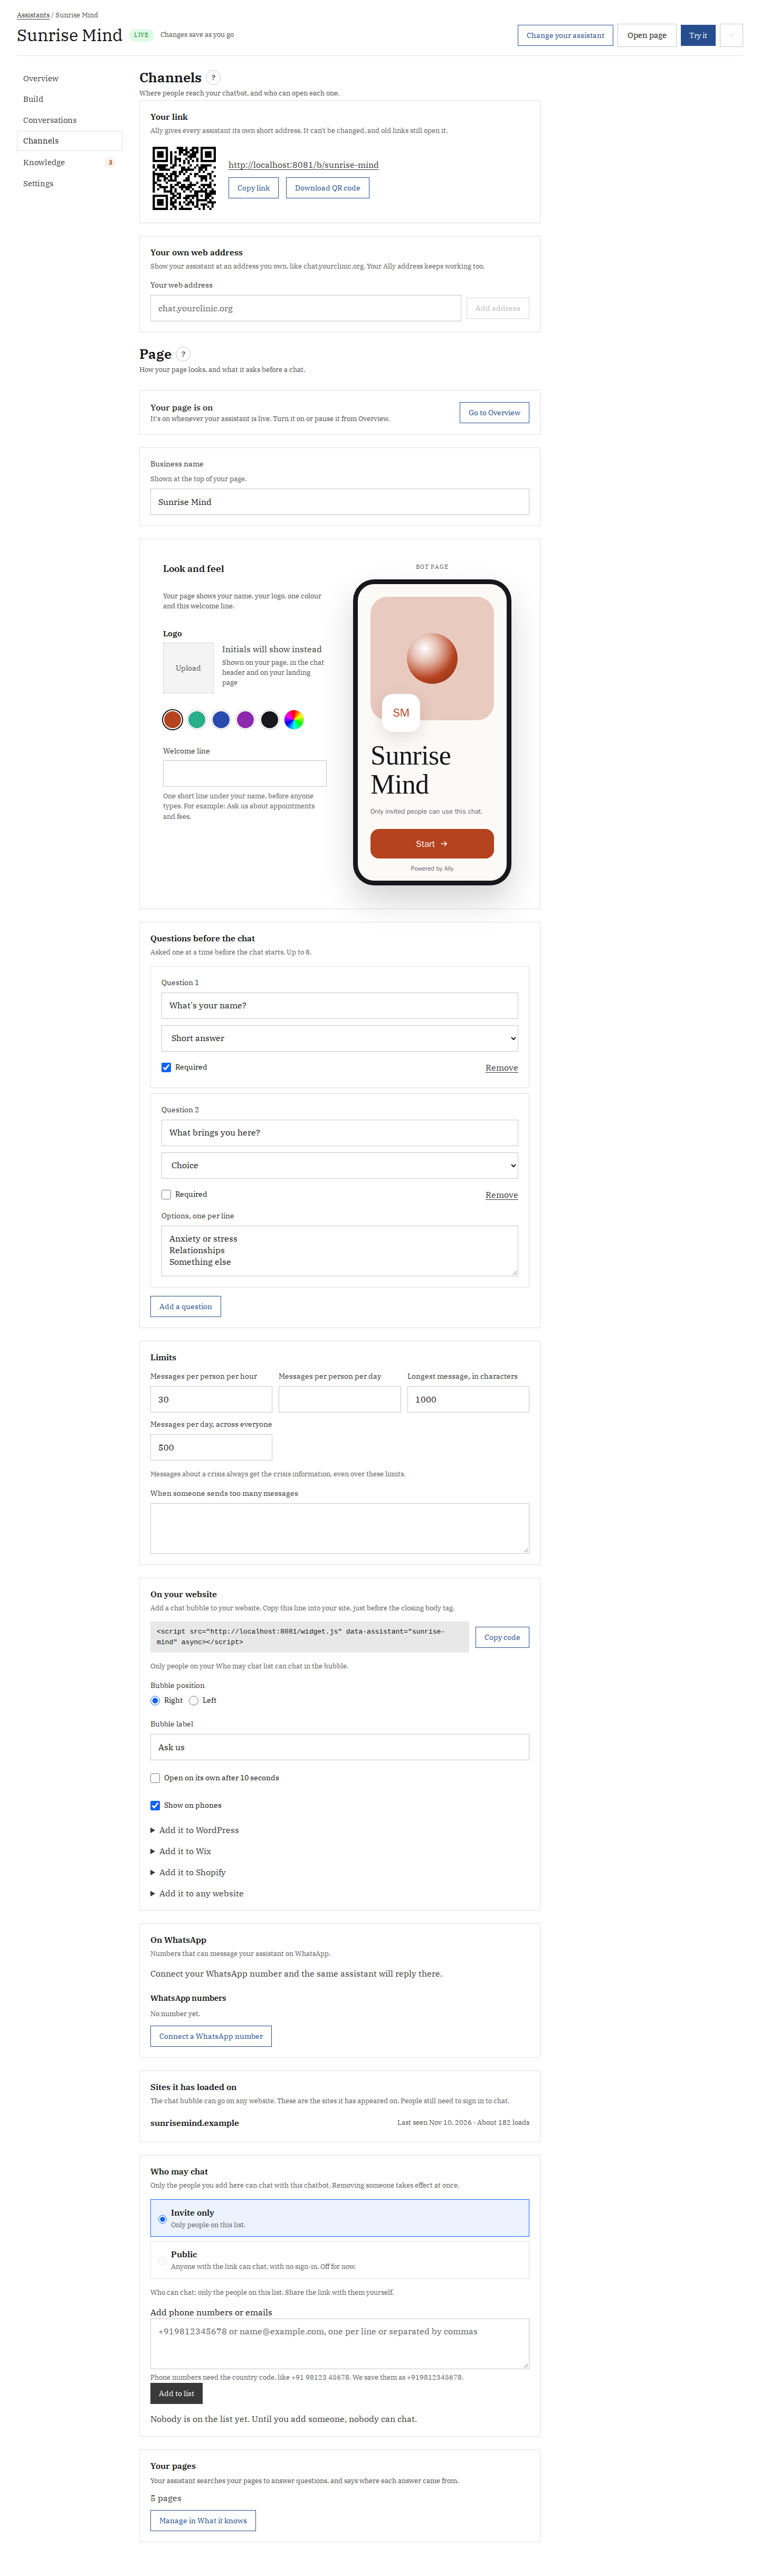 Assistants / Sunrise Mind
Sunrise Mind LIVE Changes save as you go
Change your assistant Open page Try it
Overview
Build
Conversations
Channels
Knowledge 3
Settings
Channels ?
Where people reach your chatbot, and who can open each one.
Your link
Ally gives every assistant its own short address. It can't be changed, and old links still open it.
http://localhost:8081/b/sunrise-mind
Copy link Download QR code
Your own web address
Show your assistant at an address you own, like chat.yourclinic.org. Your Ally address keeps working too.
Your web address
chat.yourclinic.org Add address
Page ?
How your page looks, and what it asks before a chat.
Your page is on
It's on whenever your assistant is live. Turn it on or pause it from Overview.
Go to Overview
Business name
Shown at the top of your page.
Sunrise Mind
Look and feel
Your page shows your name, your logo, one colour
and this welcome line.
Logo
Upload
Initials will show instead
Shown on your page, in the chat
header and on your landing
page
Welcome line
One short line under your name, before anyone
types. For example: Ask us about appointments
and fees.
BOT PAGE
SM
Sunrise
Mind
Only invited people can use this chat.
Start →
Powered by Ally
Questions before the chat
Asked one at a time before the chat starts. Up to 8.
Question 1
What's your name?
Short answer
Required Remove
Question 2
What brings you here?
Choice
Required Remove
Options, one per line
Anxiety or stress
Relationships
Something else
Add a question
Limits
Messages per person per hour Messages per person per day Longest message, in characters
30 1000
Messages per day, across everyone
500
Messages about a crisis always get the crisis information, even over these limits.
When someone sends too many messages
On your website
Add a chat bubble to your website. Copy this line into your site, just before the closing body tag.
<script src="http://localhost:8081/widget.js" data-assistant="sunrise-
mind" async></script>
Copy code
Only people on your Who may chat list can chat in the bubble.
Bubble position
Right Left
Bubble label
Ask us
Open on its own after 10 seconds
Show on phones
Add it to WordPress
Add it to Wix
Add it to Shopify
Add it to any website
On WhatsApp
Numbers that can message your assistant on WhatsApp.
Connect your WhatsApp number and the same assistant will reply there.
WhatsApp numbers
No number yet.
Connect a WhatsApp number
Sites it has loaded on
The chat bubble can go on any website. These are the sites it has appeared on. People still need to sign in to chat.
sunrisemind.example Last seen Nov 10, 2026 · About 182 loads
Who may chat
Only the people you add here can chat with this chatbot. Removing someone takes effect at once.
Invite only
Only people on this list.
Public
Anyone with the link can chat, with no sign-in. Off for now.
Who can chat: only the people on this list. Share the link with them yourself.
Add phone numbers or emails
+919812345678 or name@example.com, one per line or separated by commas
Phone numbers need the country code, like +91 98123 45678. We save them as +919812345678.
Add to list
Nobody is on the list yet. Until you add someone, nobody can chat.
Your pages
Your assistant searches your pages to answer questions, and says where each answer came from.
5 pages
Manage in What it knows